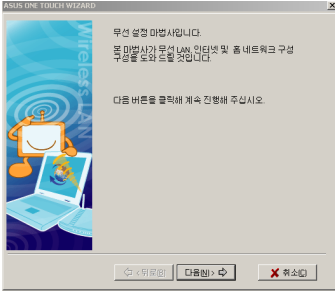 ASUS ONE TOUCH WIZARD
Wireless LAN
무선 설정 마법사입니다.
본 마법사가 무선 LAN, 인터넷 및 홈 네트워크 구성
구성을 도와 드릴 것입니다.
다음 버튼을 클릭해 계속 진행해 주십시오.
< 뒤로(B)
다음(N) >
취소(C)